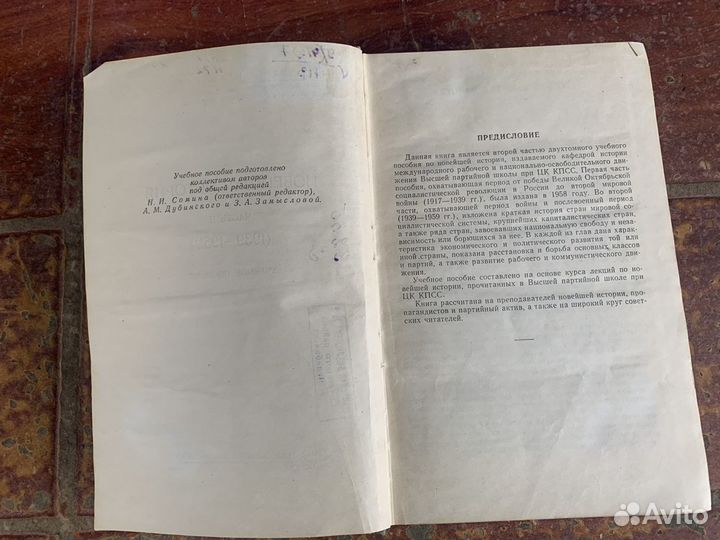 Учебное пособие подготовлено
коллективом авторов
под общей редакцией
Н. И. Сомина (ответственный редактор),
А. М. Дубинского и З. А. Замысловой.
ПРЕДИСЛОВИЕ
Данная книга является второй частью двухтомного учебного
пособия по новейшей истории, издаваемого кафедрой истории
международного рабочего и национально-освободительного дви-
жения Высшей партийной школы при ЦК КПСС. Первая часть
пособия, охватывающая период от победы Великой Октябрьской
социалистической революции в России до второй мировой
войны (1917—1939 гг.), была издана в 1958 году. Во второй
части, охватывающей период войны и послевоенный период
(1939—1959 гг.), изложена краткая история стран мировой со-
циалистической системы, крупнейших капиталистических стран,
а также ряда стран, завоевавших национальную свободу и неза-
висимость или борющихся за нее. В каждой из глав дана ха-
рактеристика экономического и политического развития той или
иной страны, показана расстановка и борьба основных классов
и партий, а также развитие рабочего и коммунистического дви-
жения.
Учебное пособие составлено на основе курса лекций по но-
вейшей истории, прочитанных в Высшей партийной школе при
ЦК КПСС.
Книга рассчитана на преподавателей новейшей истории, про-
пагандистов и партийный актив, а также на широкий круг совет-
ских читателей.
Avito